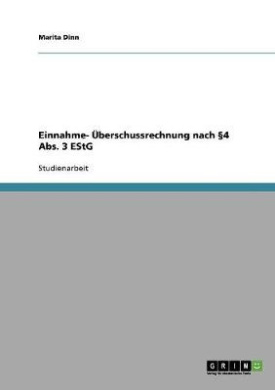 Marita Dinn
Einnahme- Überschussrechnung nach §4
Abs. 3 EStG
Studienarbeit
GRIN